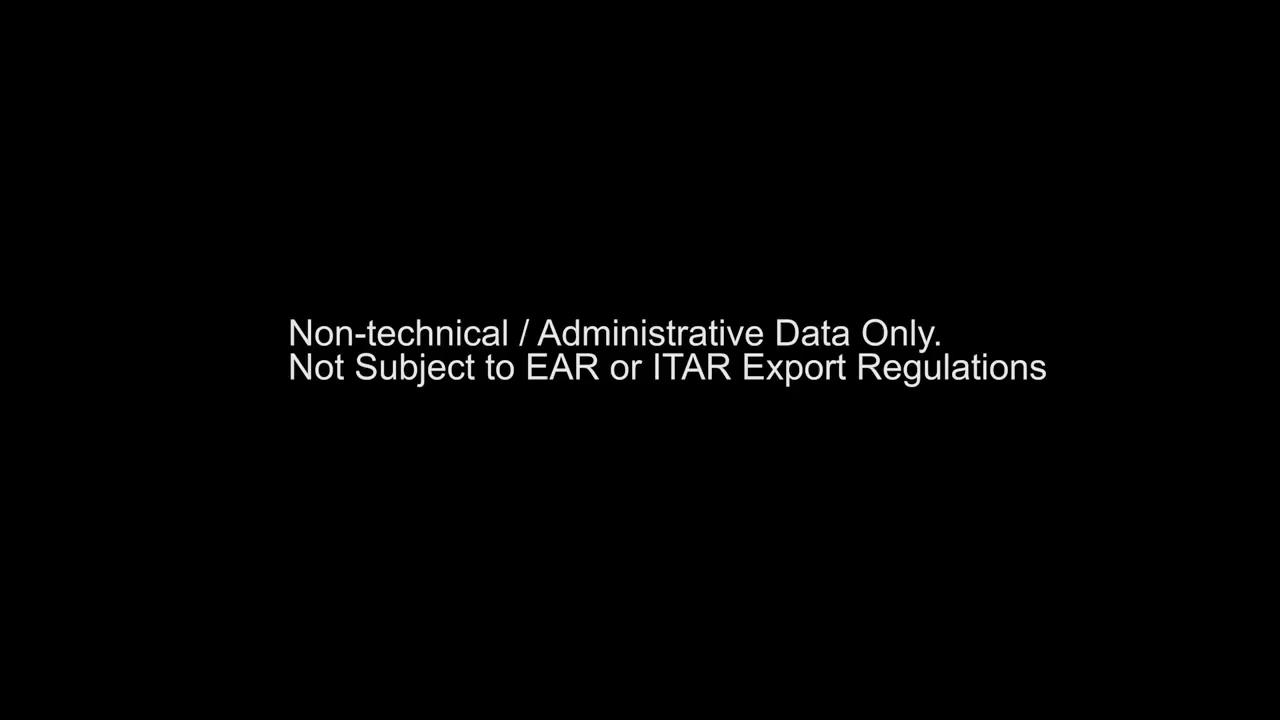 Non-technical / Administrative Data Only.
Not Subject to EAR or ITAR Export Regulations